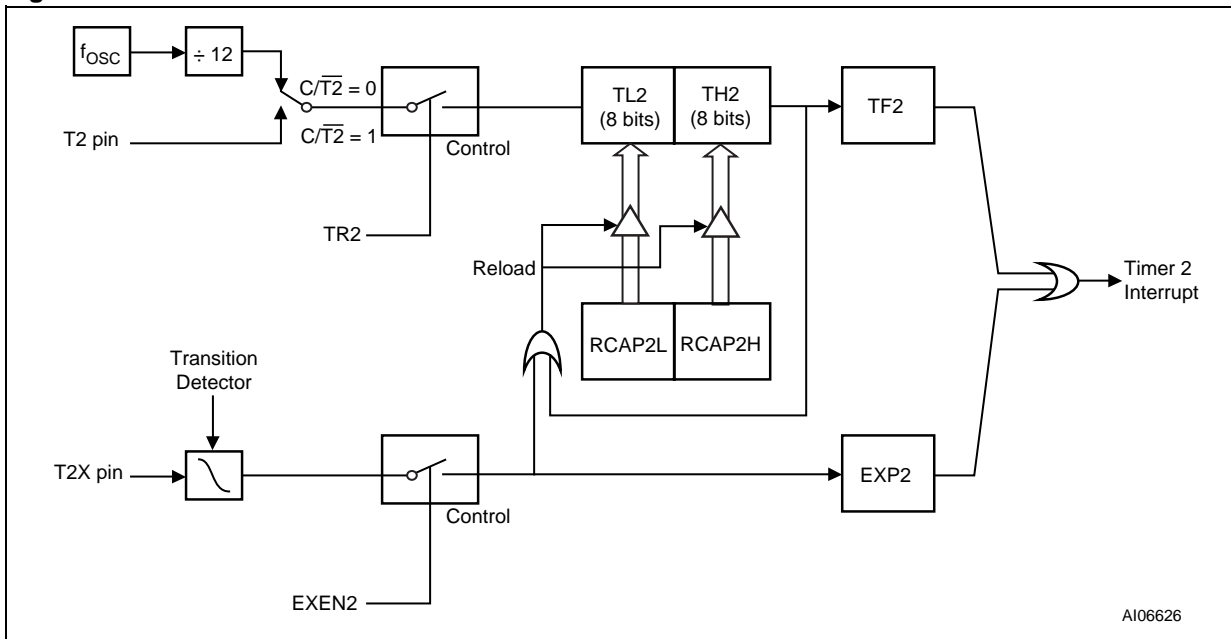 fOSC
÷ 12
C/T2 = 0
T2 pin
C/T2 = 1
Control
TR2
TL2
(8 bits)
TH2
(8 bits)
TF2
Reload
RCAP2L
RCAP2H
Timer 2
Interrupt
Transition
Detector
T2X pin
Control
EXP2
EXEN2
AI06626